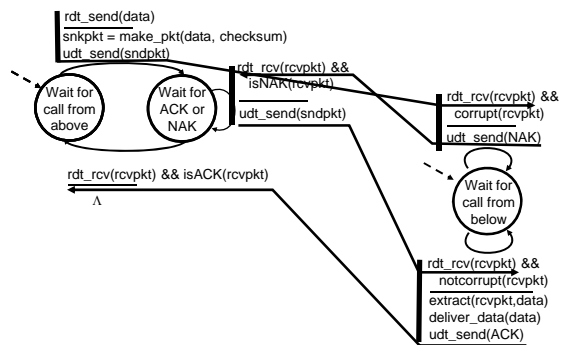 rdt_send(data)
snkpkt = make_pkt(data, checksum)
udt_send(sndpkt)
Wait for
call from
above
Wait for
ACK or
NAK
rdt_rcv(rcvpkt) &&
isNAK(rcvpkt)
udt_send(sndpkt)
rdt_rcv(rcvpkt) &&
corrupt(rcvpkt)
udt_send(NAK)
rdt_rcv(rcvpkt) && isACK(rcvpkt)
Λ
Wait for
call from
below
rdt_rcv(rcvpkt) &&
notcorrupt(rcvpkt)
extract(rcvpkt,data)
deliver_data(data)
udt_send(ACK)